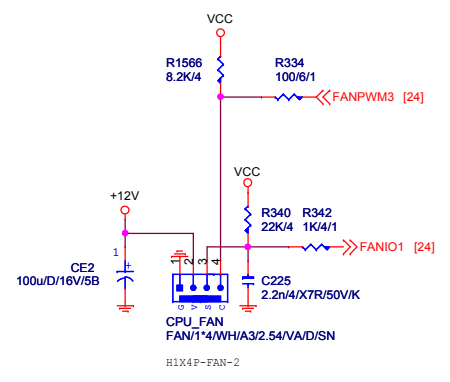 VCC
R1566
8.2K/4
R334
100/6/1
FANPWM3 [24]
VCC
+12V
R340
22K/4
R342
1K/4/1
FANIO1 [24]
1
+
CE2
100u/D/16V/5B
1
2
3
4
G
V
S
C
C225
2.2n/4/X7R/50V/K
CPU_FAN
FAN/1*4/WH/A3/2.54/VA/D/SN
H1X4P-FAN-2